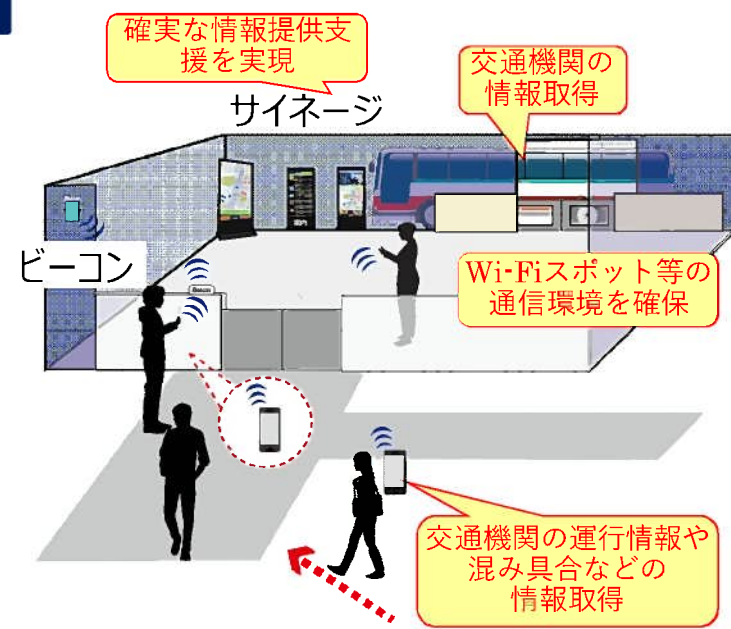 確実な情報提供支
援を実現
交通機関の
情報取得
サイネージ
ビーコン
Beacon
Wi-Fiスポット等の
通信環境を確保
交通機関の運行情報や
混み具合などの
情報取得